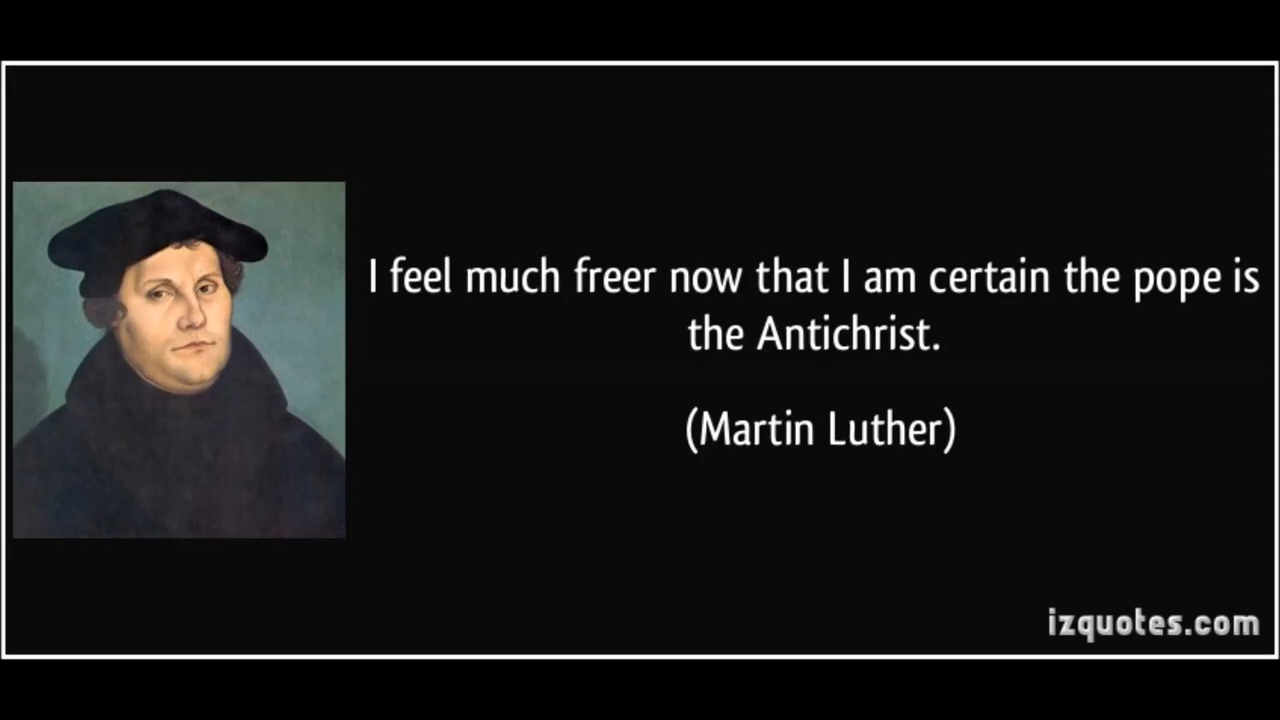 I feel much freer now that I am certain the pope is
the Antichrist.
(Martin Luther)
izquotes.com